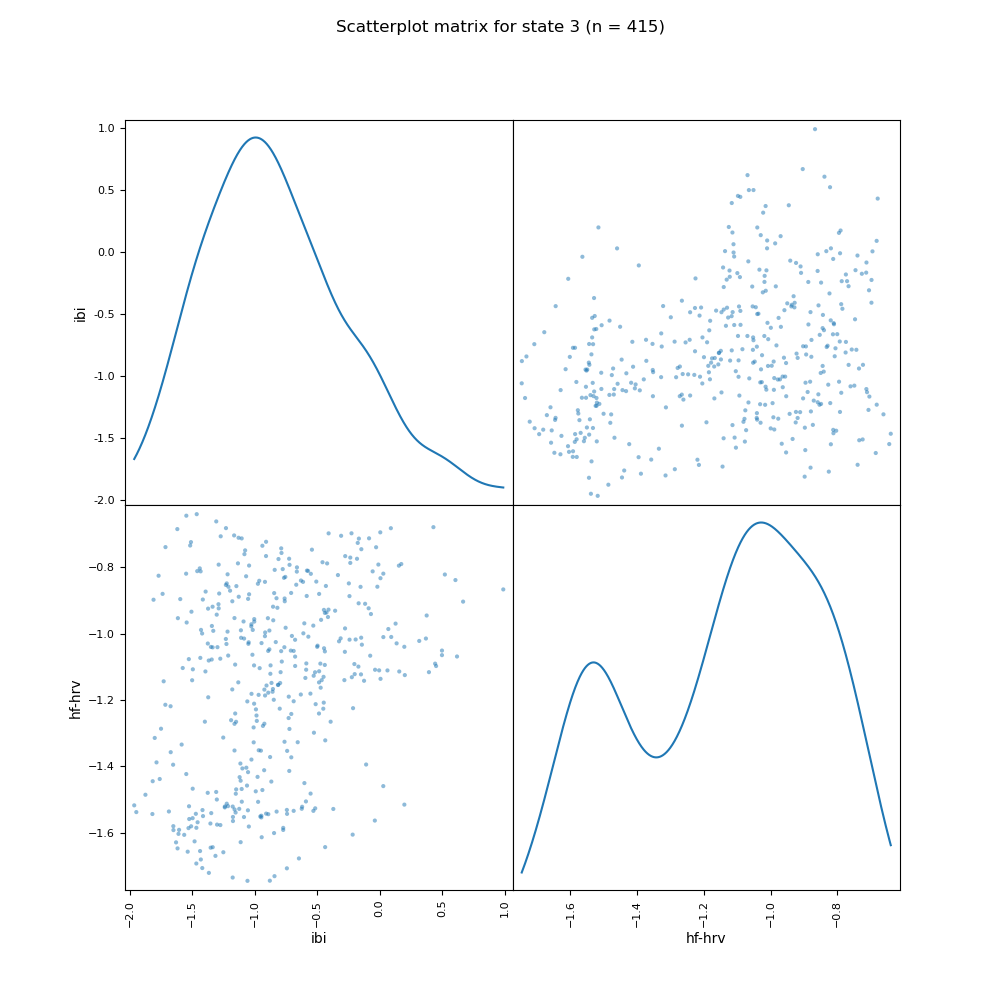 Scatterplot matrix for state 3 (n = 415)
1.0
0.5
0.0
-0.5
-1.0
-1.5
-2.0
ibi
−0.8
−1.0
−1.2
−1.4
−1.6
hf-hrv
−2.0 −1.5 −1.0 −0.5 0.0 0.5 1.0 −1.6 −1.4 −1.2 −1.0 −0.8
ibi hf-hrv